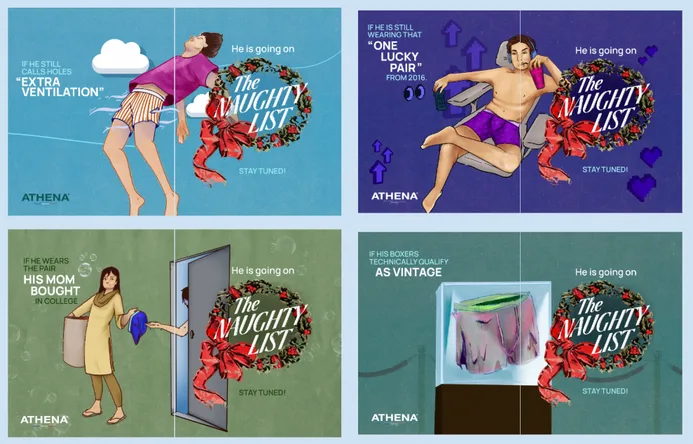 IF HE STILL
CALLS HOLES
"EXTRA
VENTILATION"
He is going on
The
NAUGHTY
LIST
STAY TUNED!
ATHENA
IF HE IS STILL
WEARING THAT
"ONE
LUCKY
PAIR"
FROM 2016.
He is going on
The
NAUGHTY
LIST
STAY TUNED!
ATHENA
IF HE WEARS
THE PAIR
HIS MOM
BOUGHT
IN COLLEGE
He is going on
The
NAUGHTY
LIST
STAY TUNED!
ATHENA
IF HIS BOXERS
TECHNICALLY QUALIFY
AS VINTAGE
He is going on
The
NAUGHTY
LIST
STAY TUNED!
ATHENA